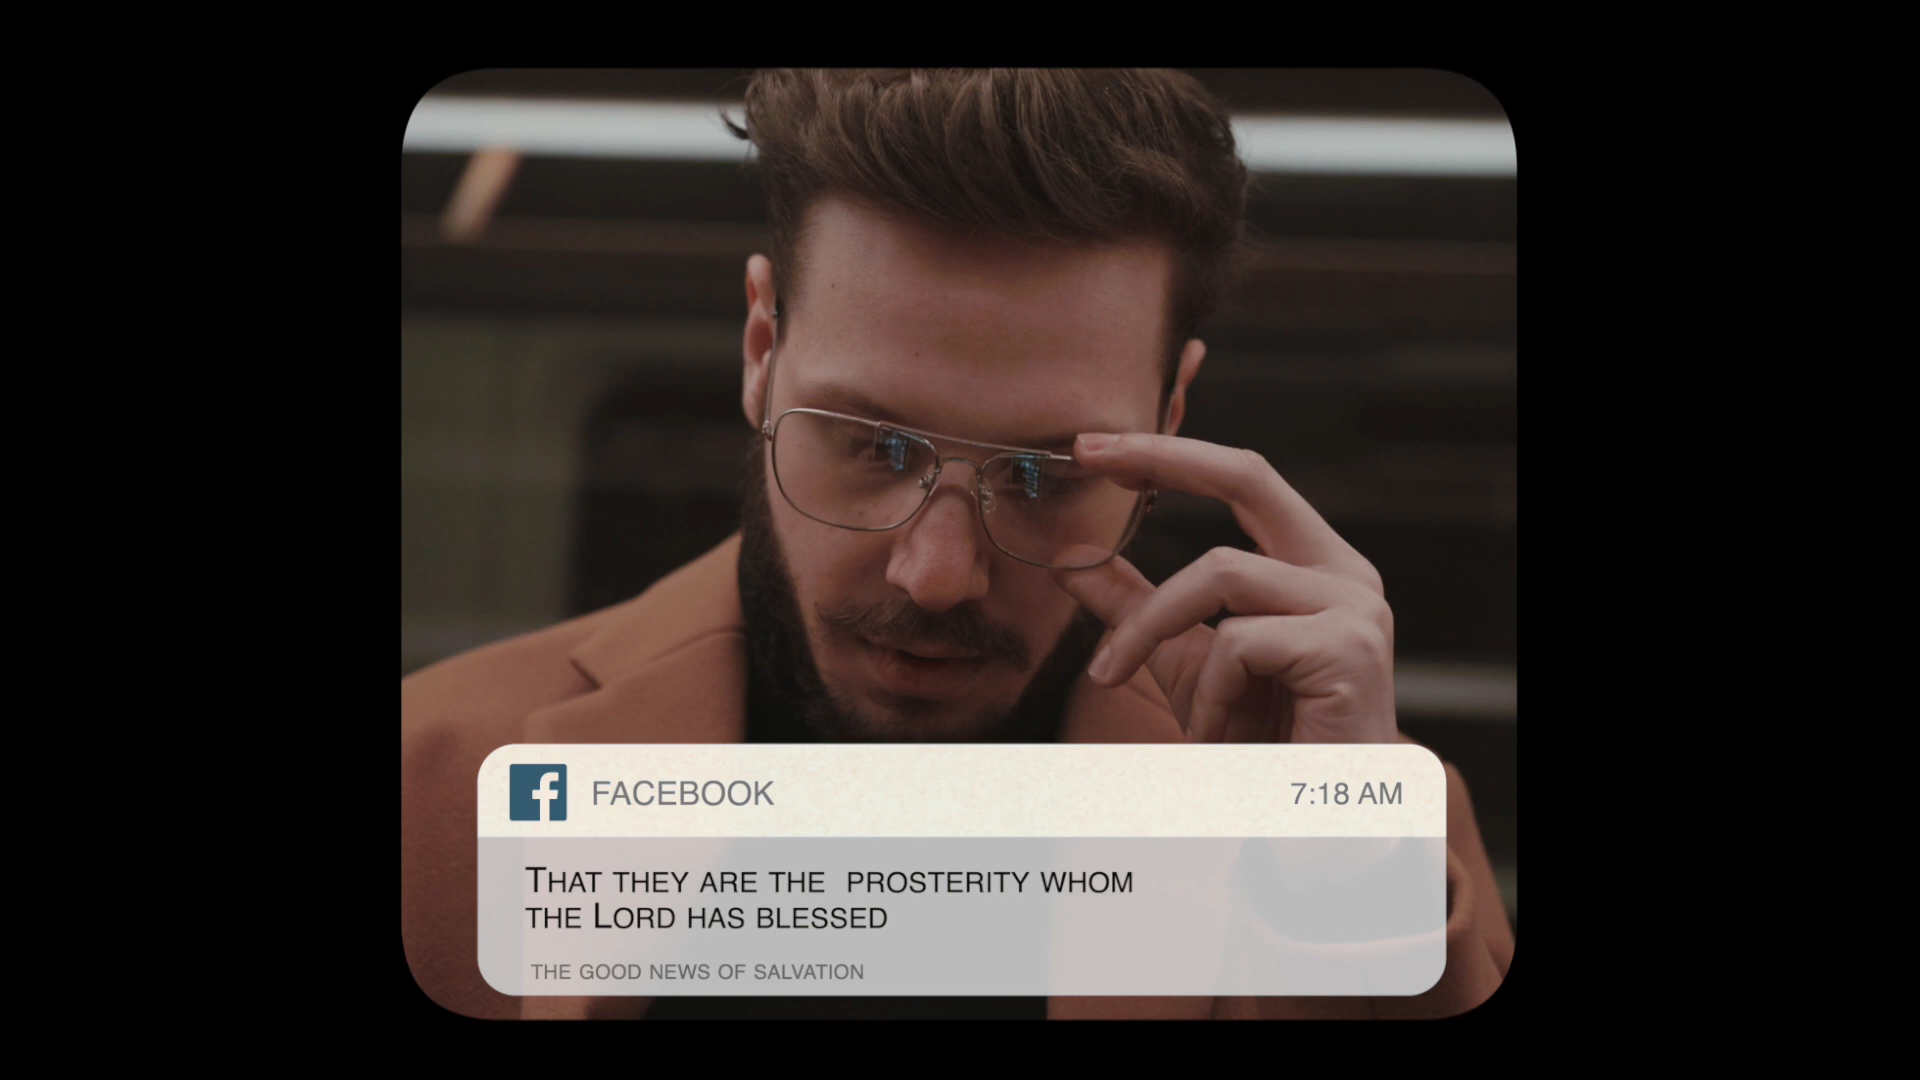 FACEBOOK 7:18 AM
THAT THEY ARE THE PROSTERITY WHOM
THE LORD HAS BLESSED
THE GOOD NEWS OF SALVATION